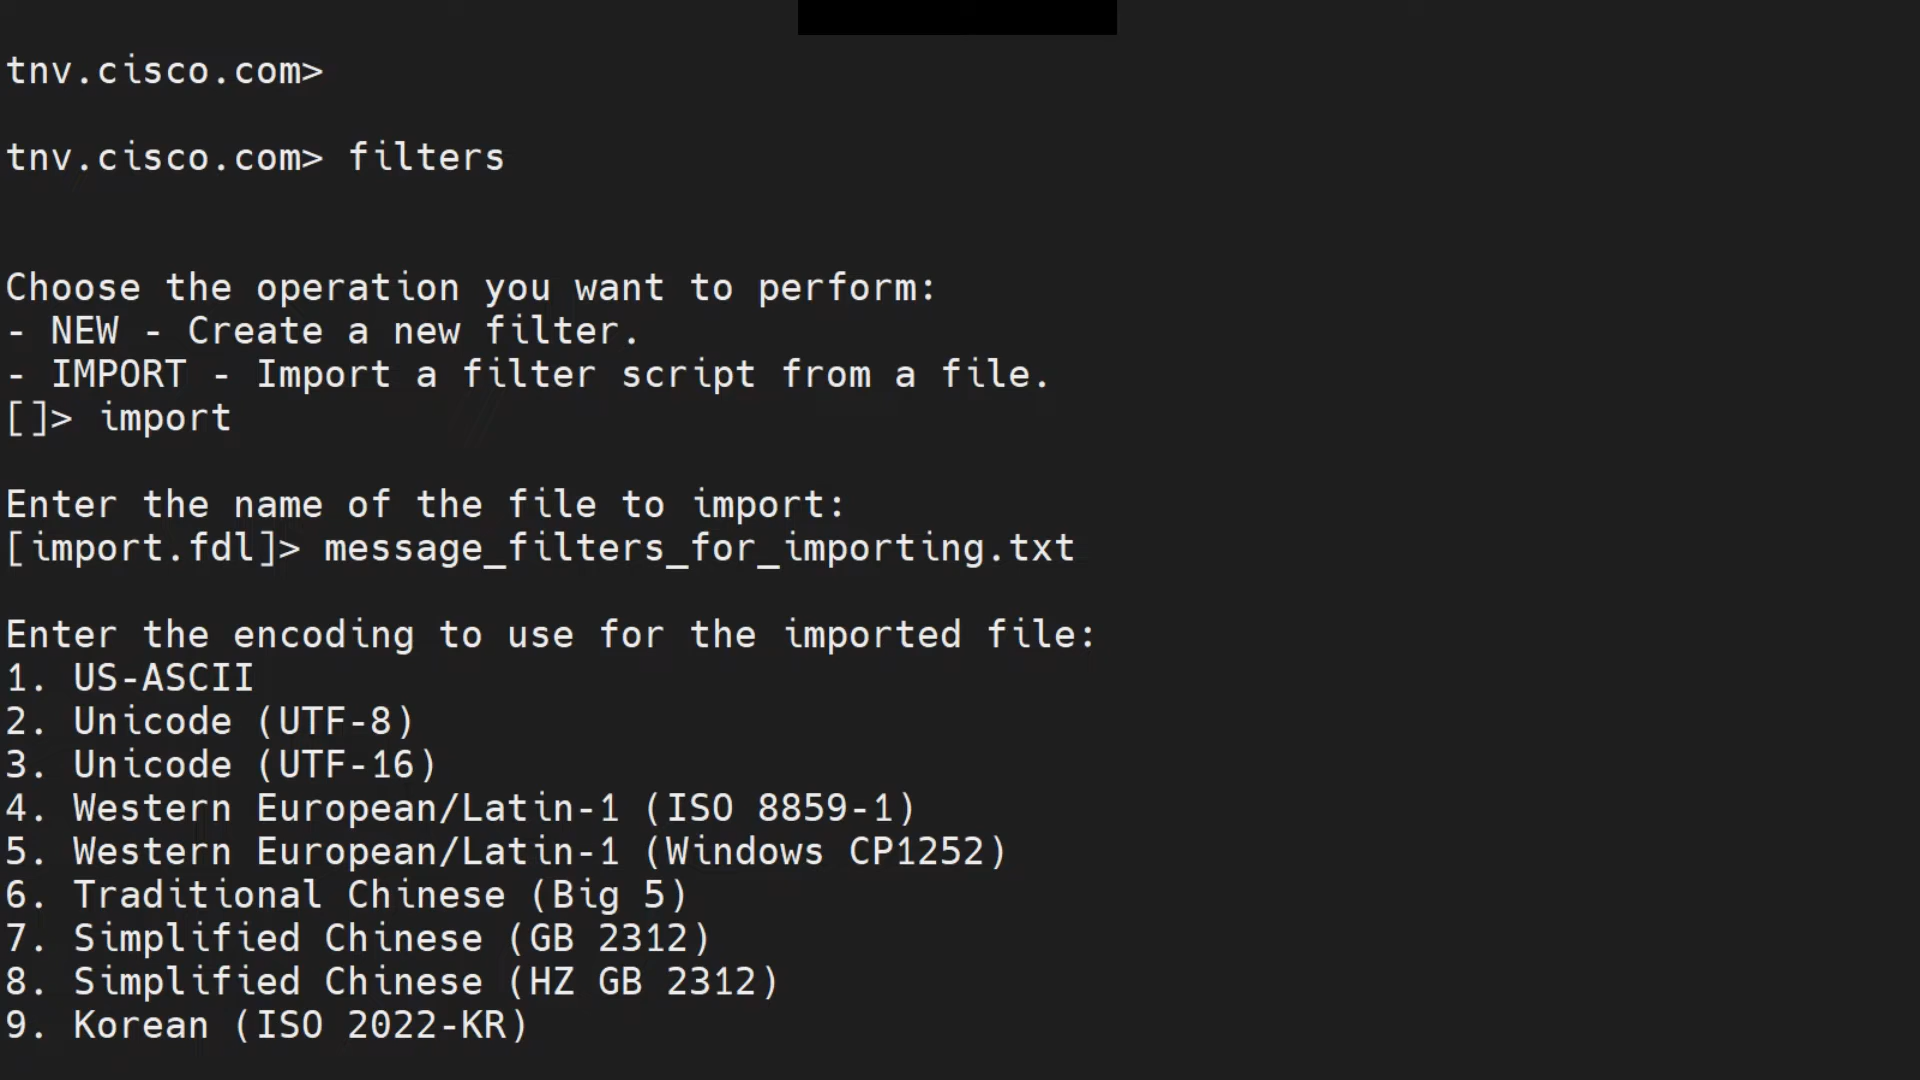 tnv.cisco.com>
tnv.cisco.com> filters
Choose the operation you want to perform:
- NEW - Create a new filter.
- IMPORT - Import a filter script from a file.
[]> import
Enter the name of the file to import:
[import.fdl]> message_filters_for_importing.txt
Enter the encoding to use for the imported file:
1. US-ASCII
2. Unicode (UTF-8)
3. Unicode (UTF-16)
4. Western European/Latin-1 (ISO 8859-1)
5. Western European/Latin-1 (Windows CP1252)
6. Traditional Chinese (Big 5)
7. Simplified Chinese (GB 2312)
8. Simplified Chinese (HZ GB 2312)
9. Korean (ISO 2022-KR)